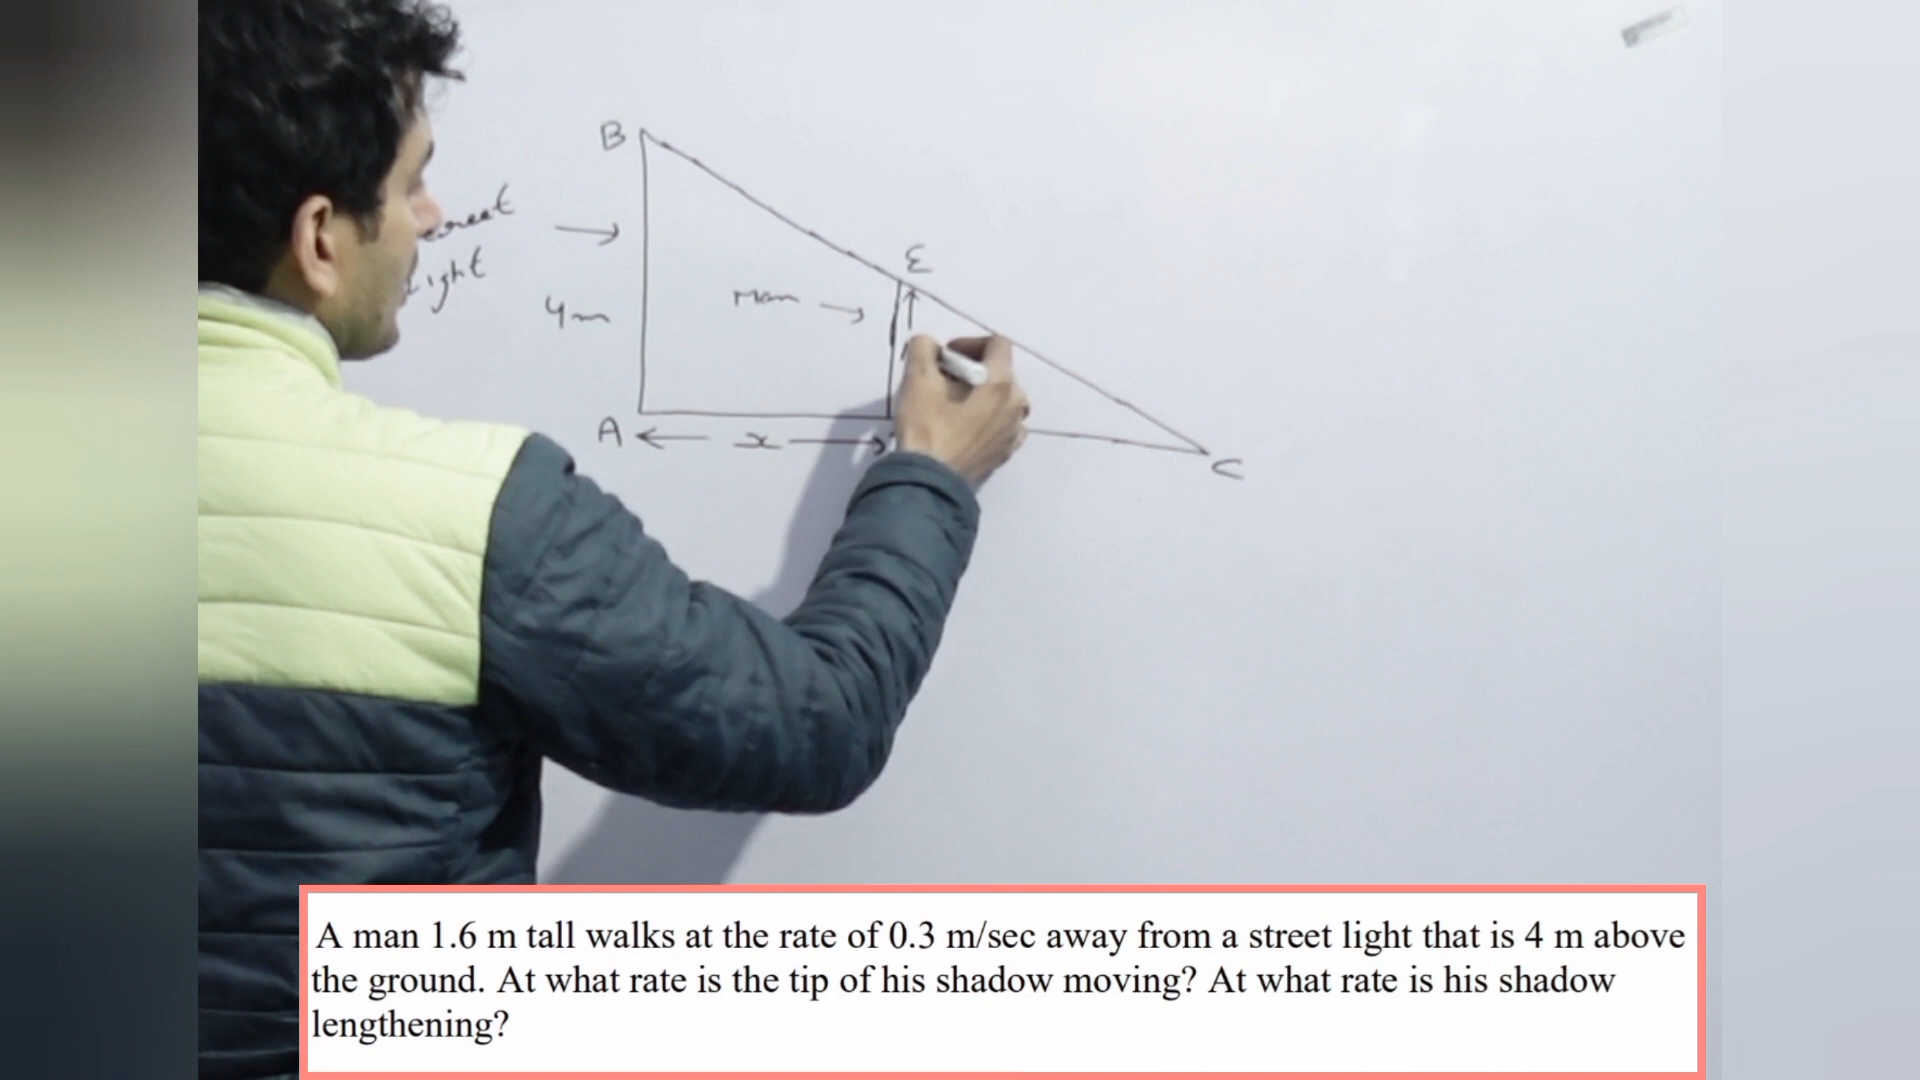 B
E
Man
light
4m
A
x
C
A man 1.6 m tall walks at the rate of 0.3 m/sec away from a street light that is 4 m above
the ground. At what rate is the tip of his shadow moving? At what rate is his shadow
lengthening?